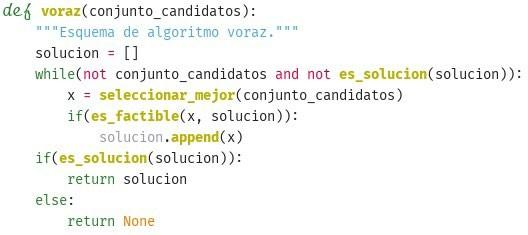 def voraz(conjunto_candidatos):
    """Esquema de algoritmo voraz."""
    solucion = []
    while(not conjunto_candidatos and not es_solucion(solucion)):
        x = seleccionar_mejor(conjunto_candidatos)
        if(es_factible(x, solucion)):
            solucion.append(x)
    if(es_solucion(solucion)):
        return solucion
    else:
        return None